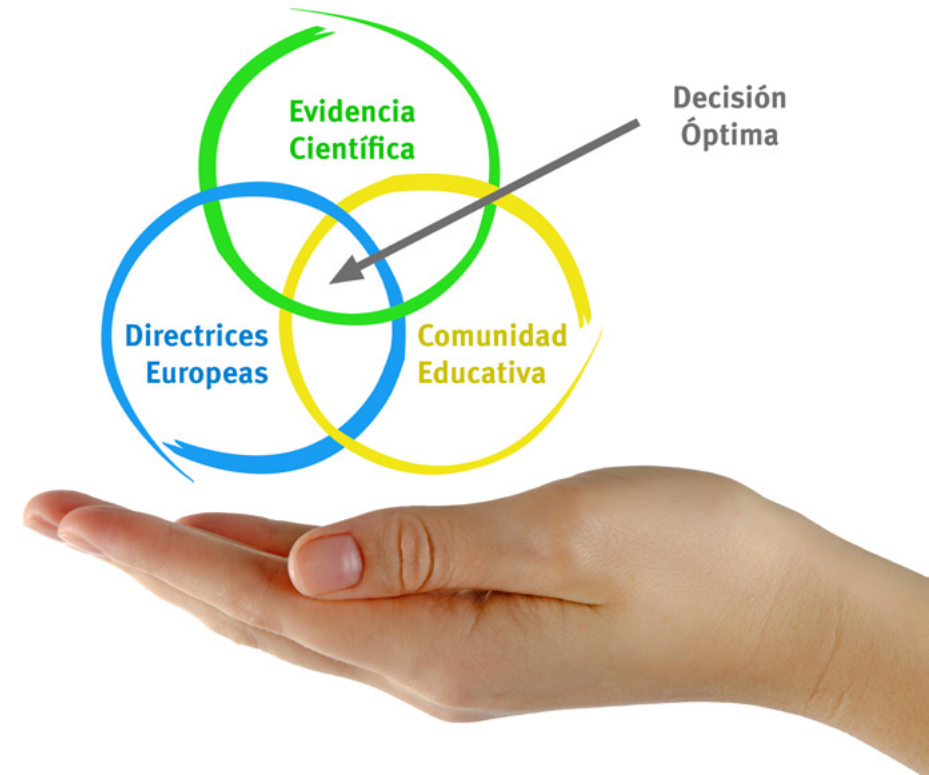 Evidencia
Científica
Decisión
Óptima
Directrices
Europeas
Comunidad
Educativa